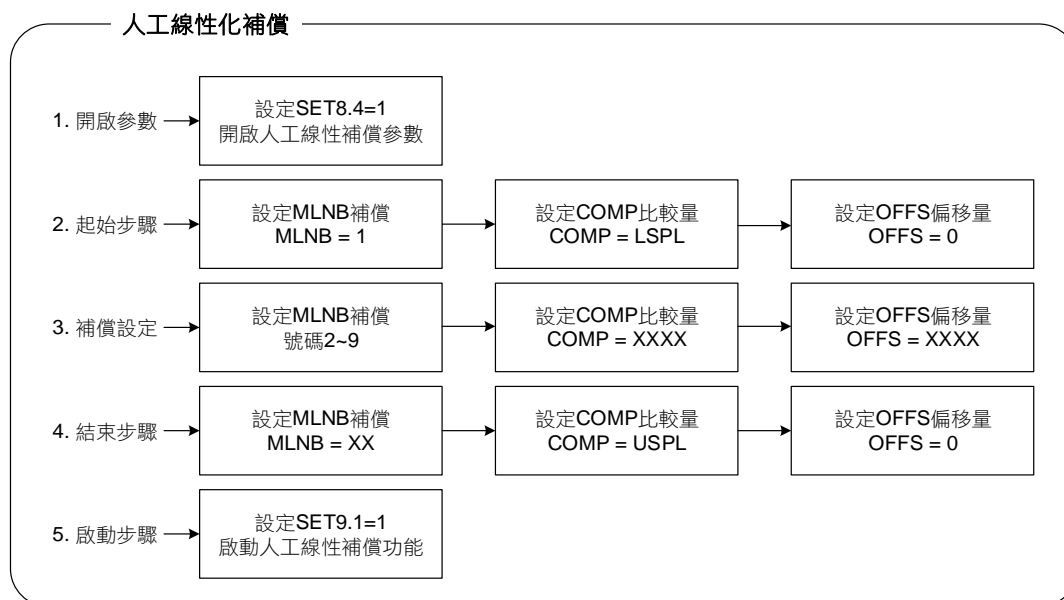 人工線性化補償
1. 開啟參數
設定SET8.4=1
開啟人工線性補償參數
2. 起始步驟
設定MLNB補償
MLNB = 1
設定COMP比較量
COMP = LSPL
設定OFFS偏移量
OFFS = 0
3. 補償設定
設定MLNB補償
號碼2~9
設定COMP比較量
COMP = XXXX
設定OFFS偏移量
OFFS = XXXX
4. 結束步驟
設定MLNB補償
MLNB = XX
設定COMP比較量
COMP = USPL
設定OFFS偏移量
OFFS = 0
5. 啟動步驟
設定SET9.1=1
啟動人工線性補償功能